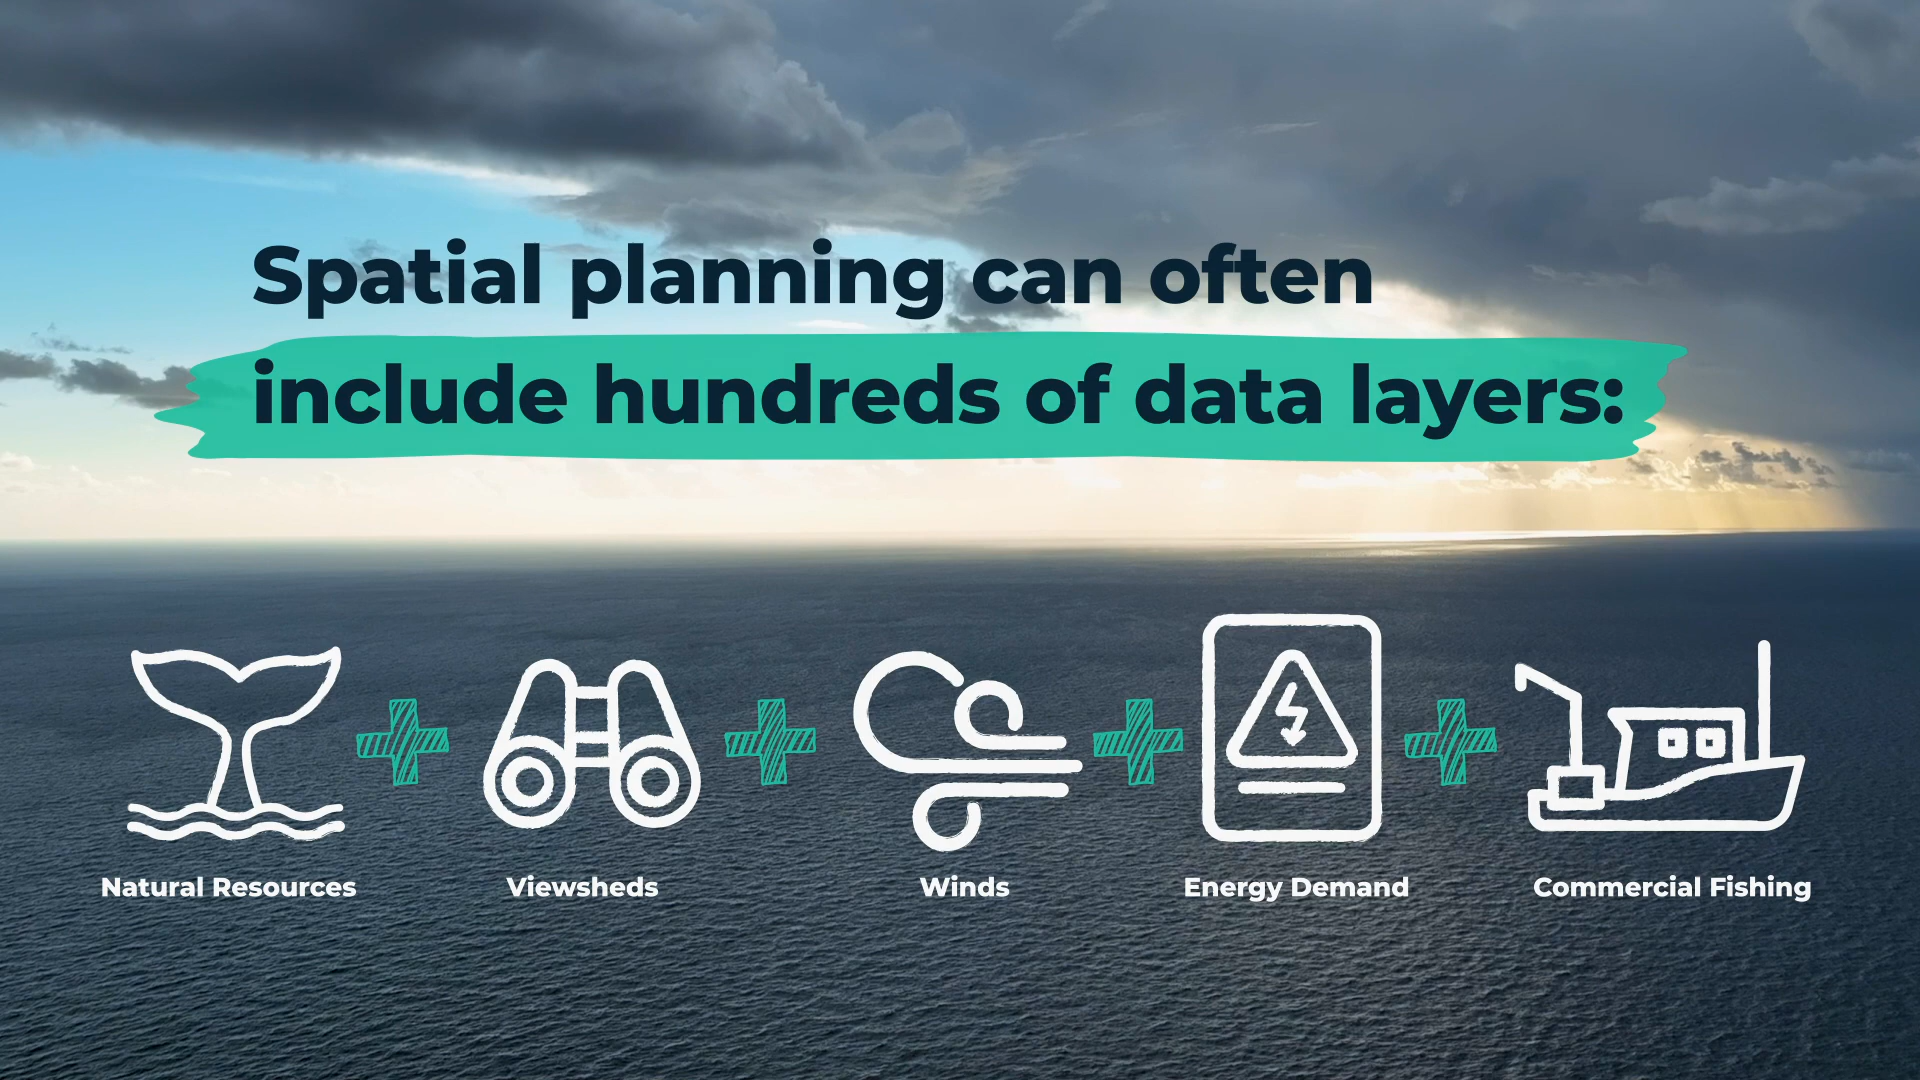 Spatial planning can often
include hundreds of data layers:
Natural Resources
Viewsheds
Winds
Energy Demand
Commercial Fishing